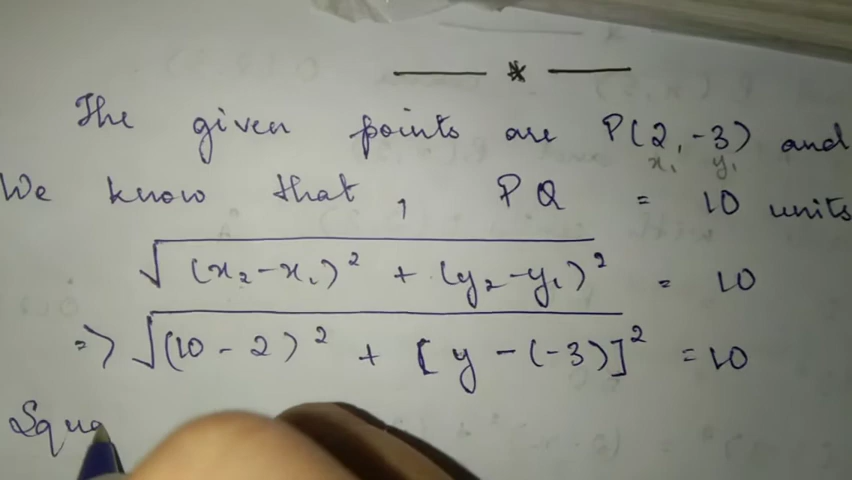 The given points are P(2, -3) and
x₁ y₁
We know that, PQ = 10 units
√(x₂-x₁)² + (y₂-y₁)² = 10
=> √(10-2)² + [y-(-3)]² = 10
Squa